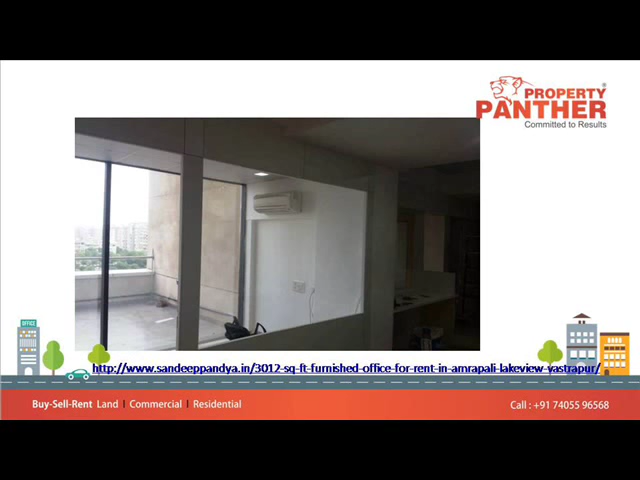 PROPERTY
PANTHER
®
Committed to Results
OFFICE
http://www.sandeeppandya.in/3012-sq-ft-furnished-office-for-rent-in-amrapali-lakeview-vastrapur/
Buy-Sell-Rent Land | Commercial | Residential
Call : +91 74055 96568